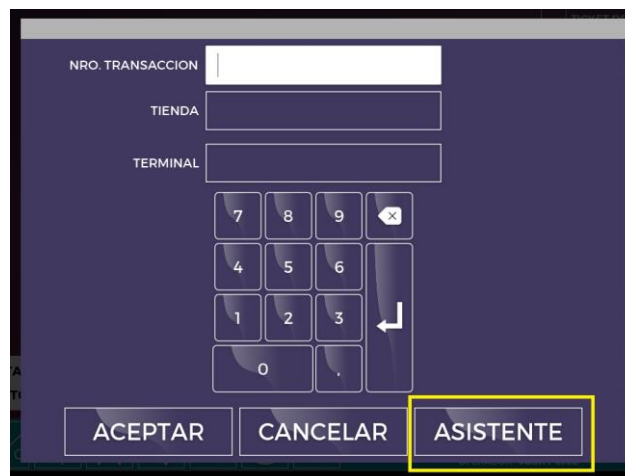 NRO. TRANSACCION
TIENDA
TERMINAL
7 8 9
4 5 6
1 2 3
0 .
ACEPTAR CANCELAR ASISTENTE